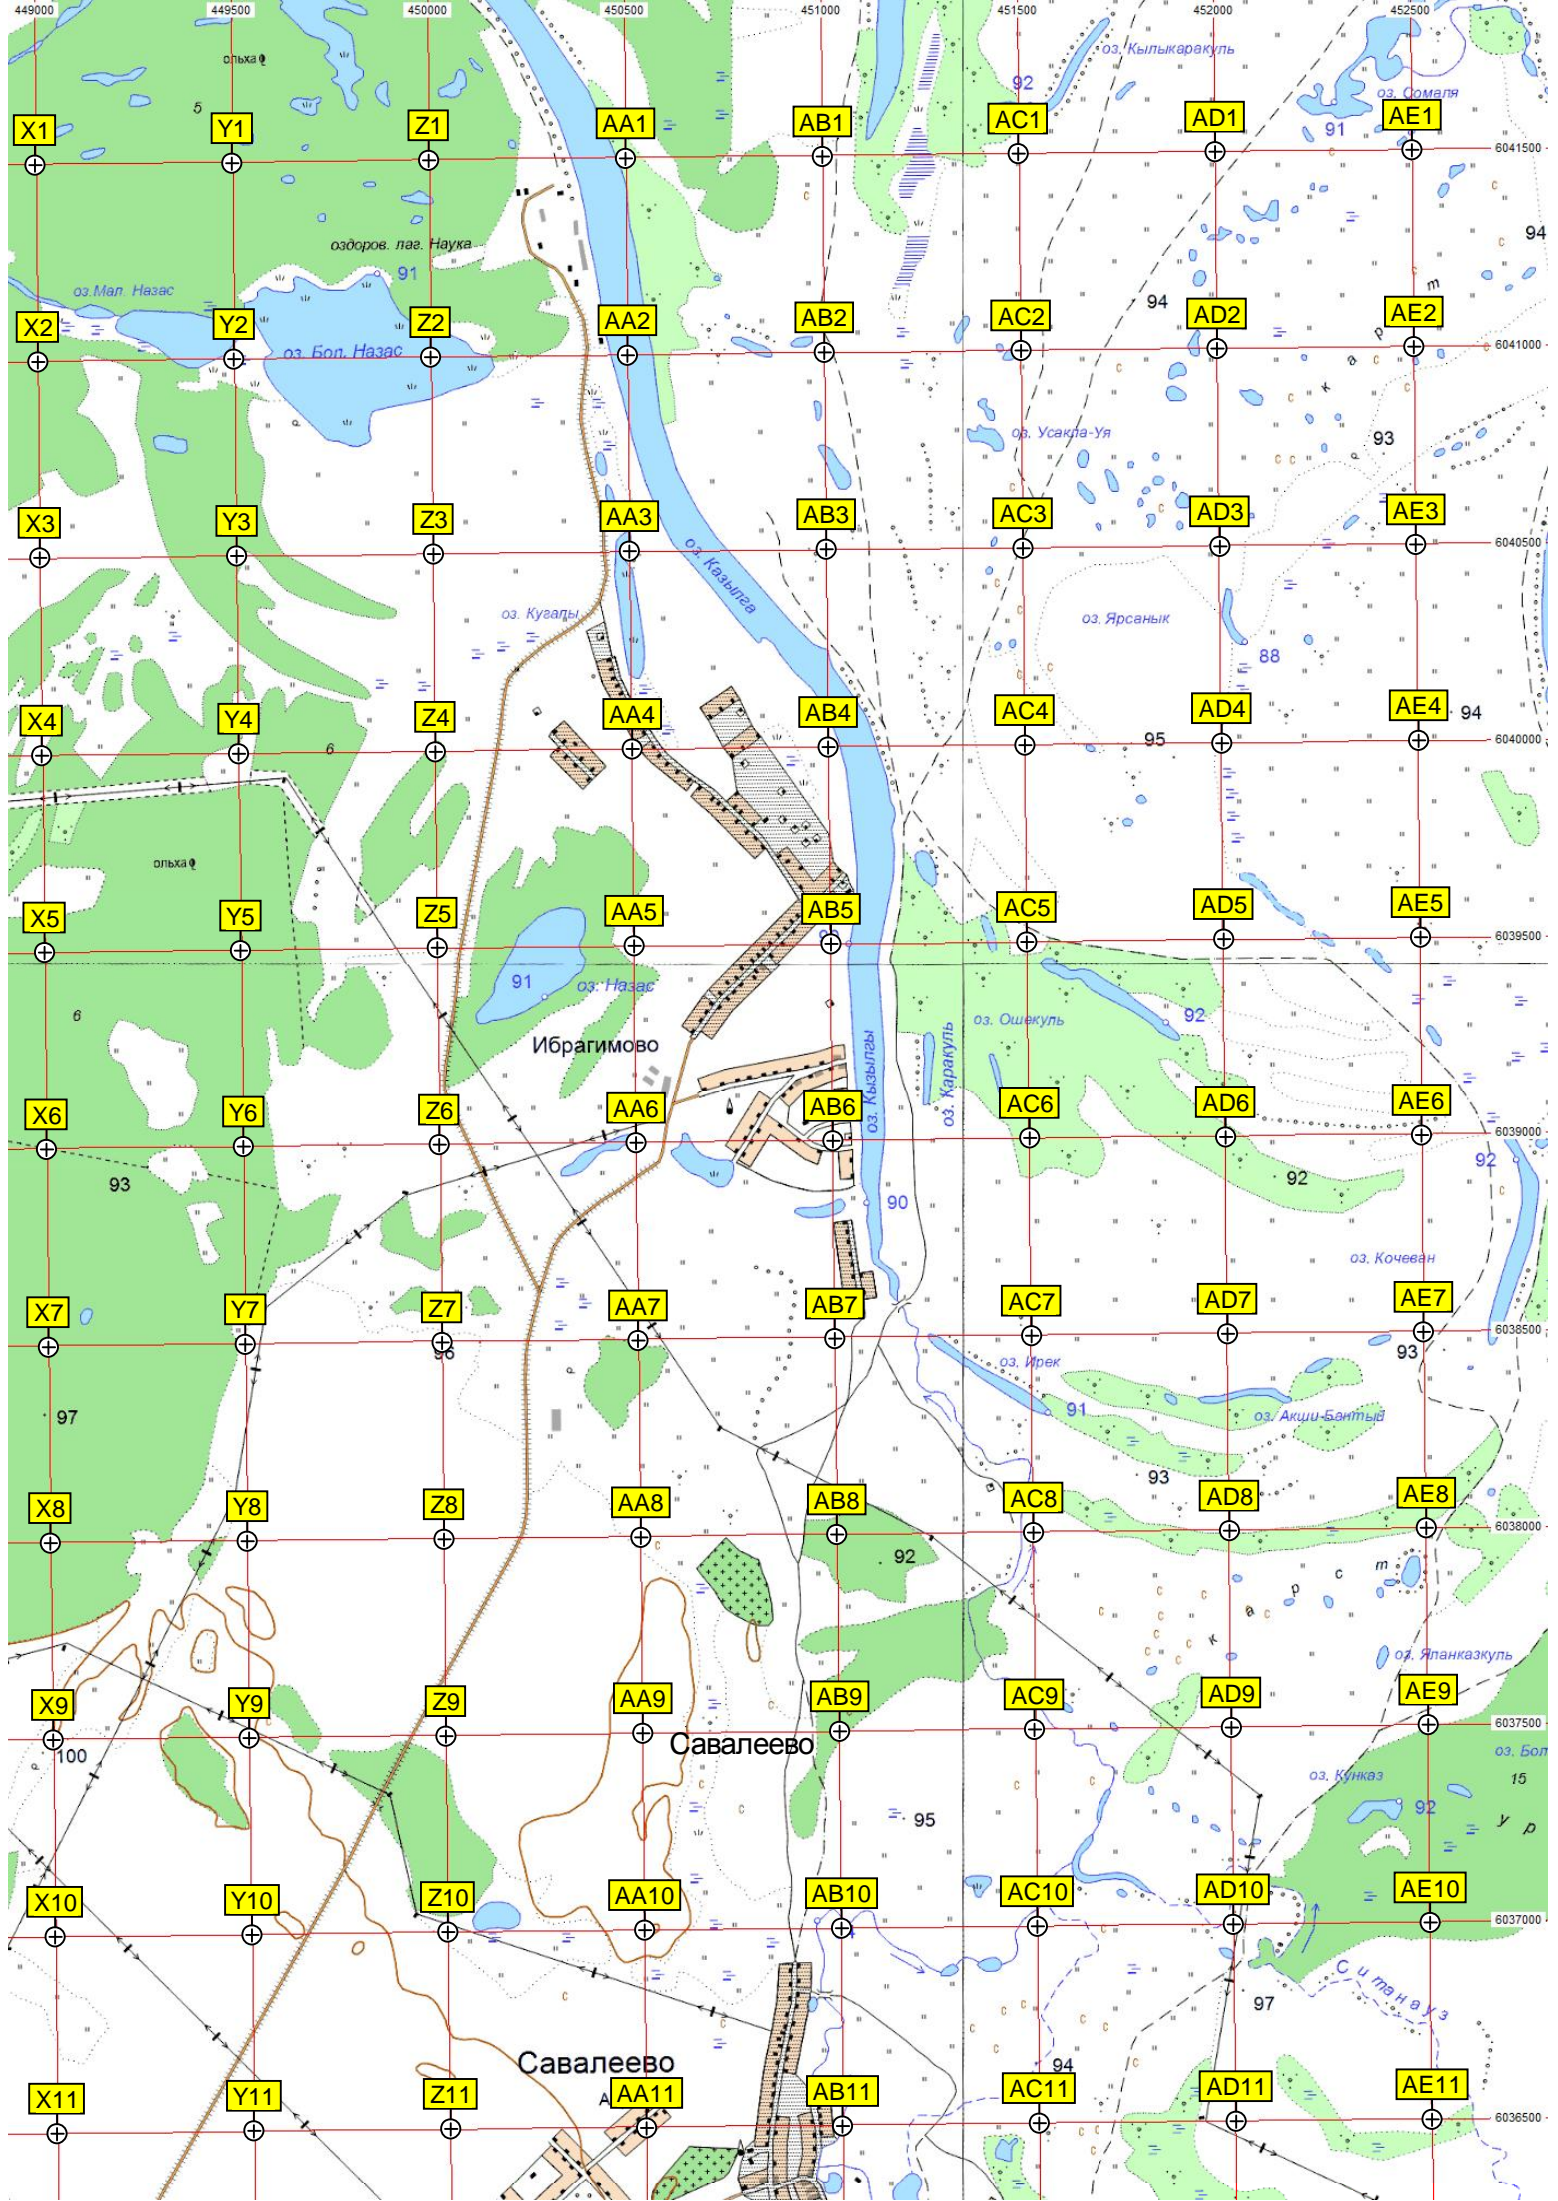 449000 449500 450000 450500 451000 451500 452000 452500
ольха
оз. Кылыкаракуль
92
оз. Сомаля
5
91
X1 Y1 Z1 AA1 AB1 AC1 AD1 AE1
6041500
оздоров. лаг. Наука
94
91
оз.Мал. Назас
94
X2 Y2 Z2 AA2 AB2 AC2 AD2 AE2
6041000
оз. Бол. Назас
к а р т
оз. Усакла-Уя
93
X3 Y3 Z3 AA3 AB3 AC3 AD3 AE3
6040500
оз. Казылга
оз. Кугалы
оз. Ярсанык
88
X4 Y4 Z4 AA4 AB4 AC4 AD4 AE4
94
6
95
6040000
ольха
X5 Y5 Z5 AA5 AB5 AC5 AD5 AE5
6039500
91
оз. Назас
6
оз. Ошекуль
92
Ибрагимово
оз. Кызылгы
оз. Каракуль
X6 Y6 Z6 AA6 AB6 AC6 AD6 AE6
6039000
93
92
92
90
оз. Кочеван
X7 Y7 Z7 AA7 AB7 AC7 AD7 AE7
6038500
96
93
оз. Ирек
97
91
оз. Акши-Бантый
93
X8 Y8 Z8 AA8 AB8 AC8 AD8 AE8
6038000
92
к а р с т
оз. Яланказкуль
X9 Y9 Z9 AA9 AB9 AC9 AD9 AE9
6037500
100
Савалеево
оз. Бол
оз. Кунказ
15
92
95
у р
X10 Y10 Z10 AA10 AB10 AC10 AD10 AE10
6037000
Ситанауз
97
Савалеево
94
X11 Y11 Z11 AA11 AB11 AC11 AD11 AE11
6036500